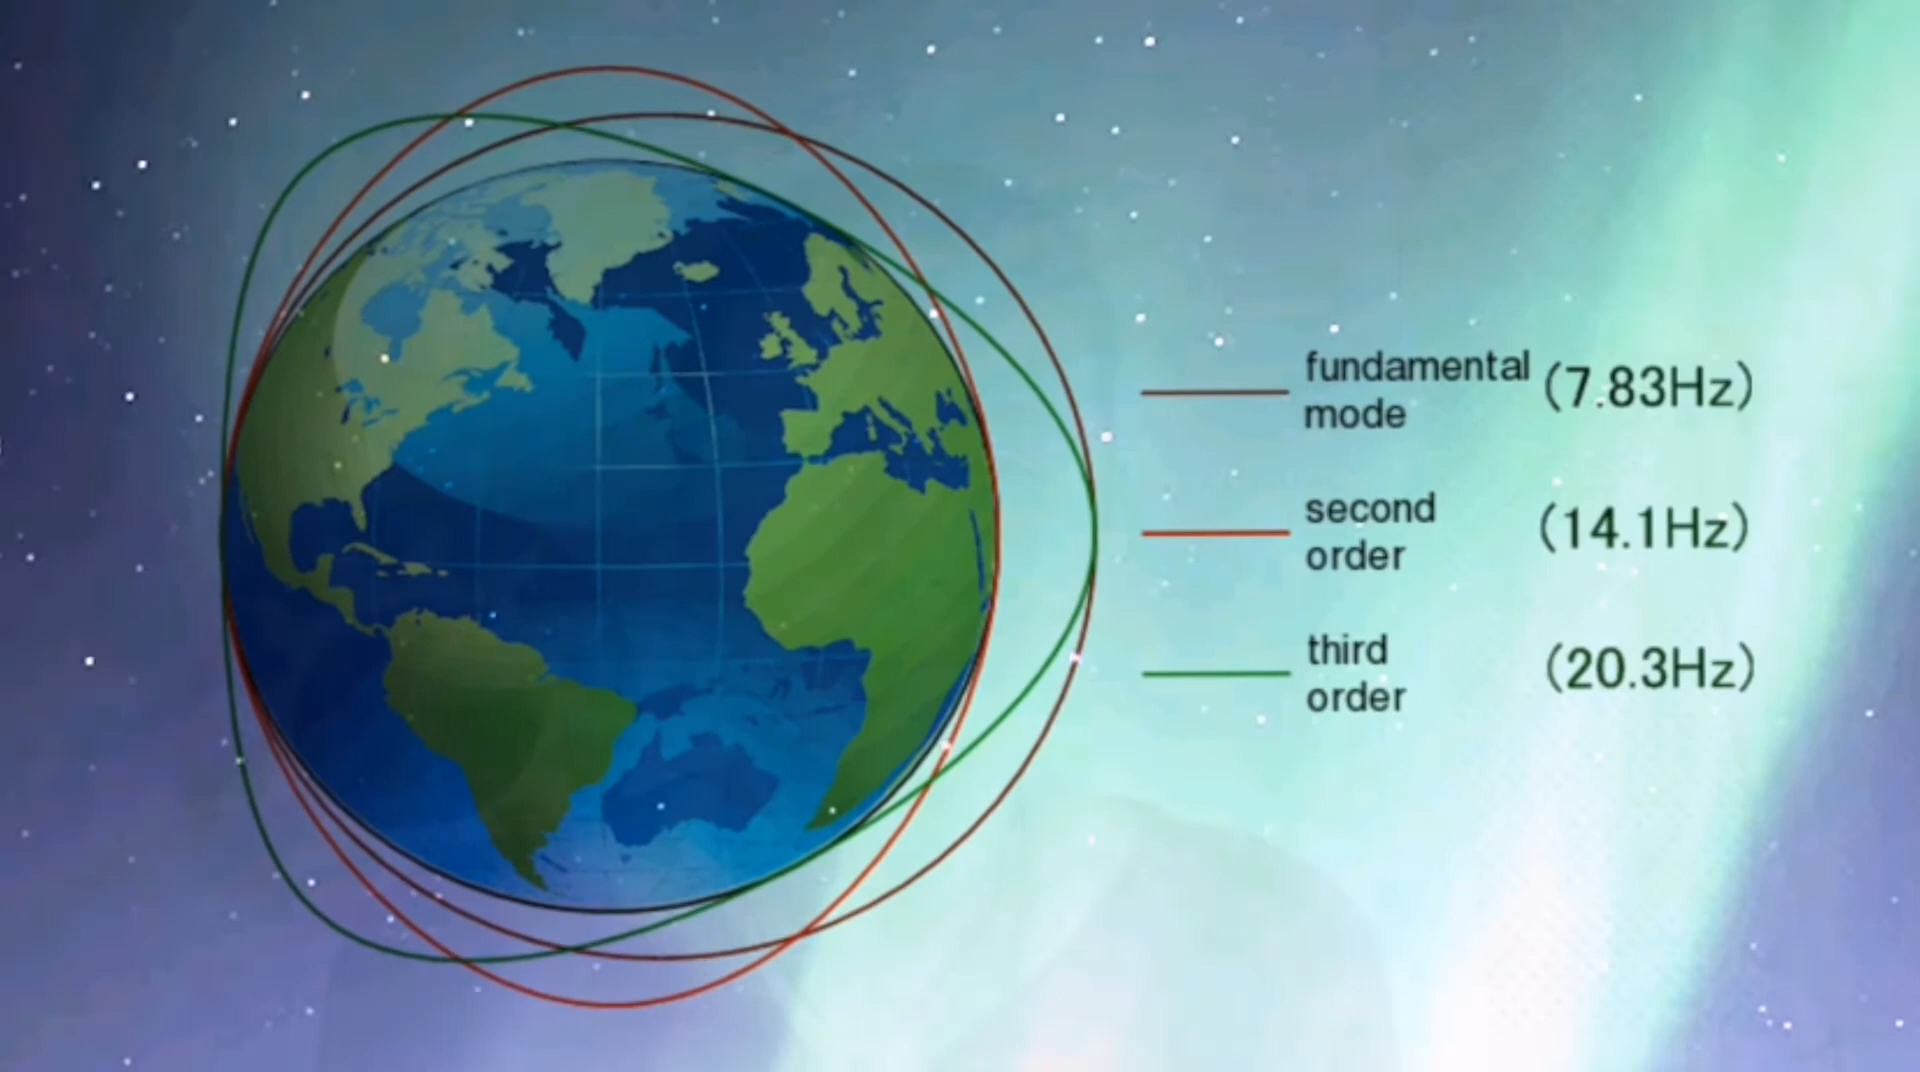 fundamental (7.83Hz)
mode
second (14.1Hz)
order
third (20.3Hz)
order